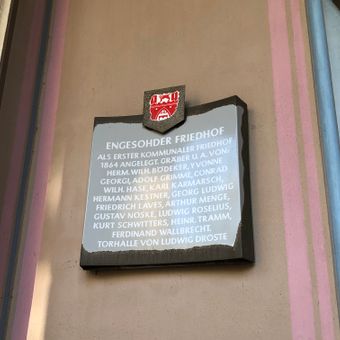 ENGESOHDER FRIEDHOF
ALS ERSTER KOMMUNALER FRIEDHOF
1864 ANGELEGT. GRÄBER U. A. VON:
HERM. WILH. BÖDEKER, YVONNE
GEORGI, ADOLF GRIMME, CONRAD
WILH. HASE, KARL KARMARSCH,
HERMANN KESTNER, GEORG LUDWIG
FRIEDRICH LAVES, ARTHUR MENGE,
GUSTAV NOSKE, LUDWIG ROSELIUS,
KURT SCHWITTERS, HEINR. TRAMM,
FERDINAND WALLBRECHT,
TORHALLE VON LUDWIG DROSTE